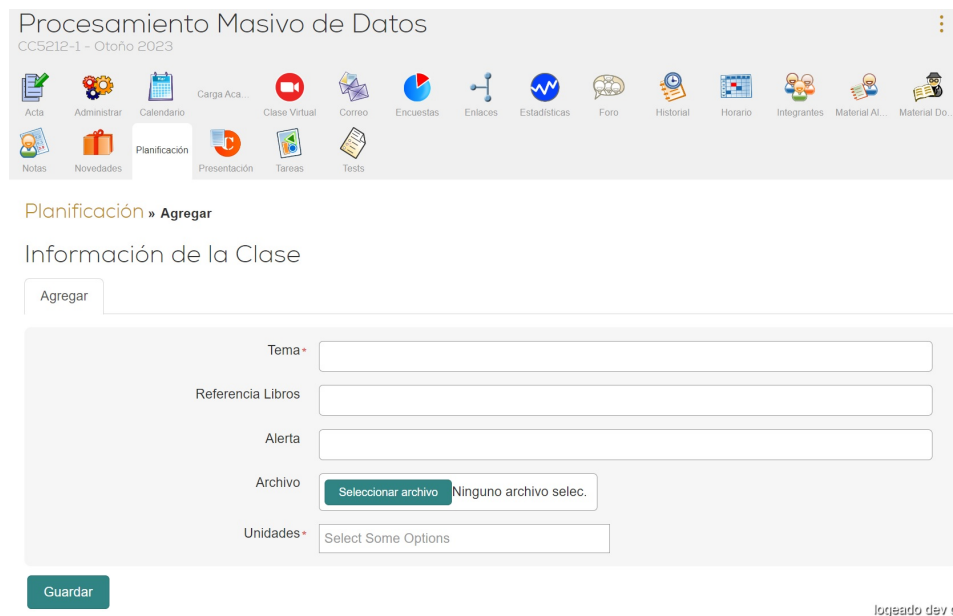 Procesamiento Masivo de Datos
CC5212-1 - Otoño 2023
Acta
Administrar
Calendario
Carga Aca...
Clase Virtual
Correo
Encuestas
Enlaces
Estadísticas
Foro
Historial
Horario
Integrantes
Material Al...
Material Do...
Notas
Novedades
Planificación
Presentación
Tareas
Tests
Planificación » Agregar
Información de la Clase
Agregar
Tema *
Referencia Libros
Alerta
Archivo
Seleccionar archivo Ninguno archivo selec.
Unidades *
Select Some Options
Guardar
logeado dev